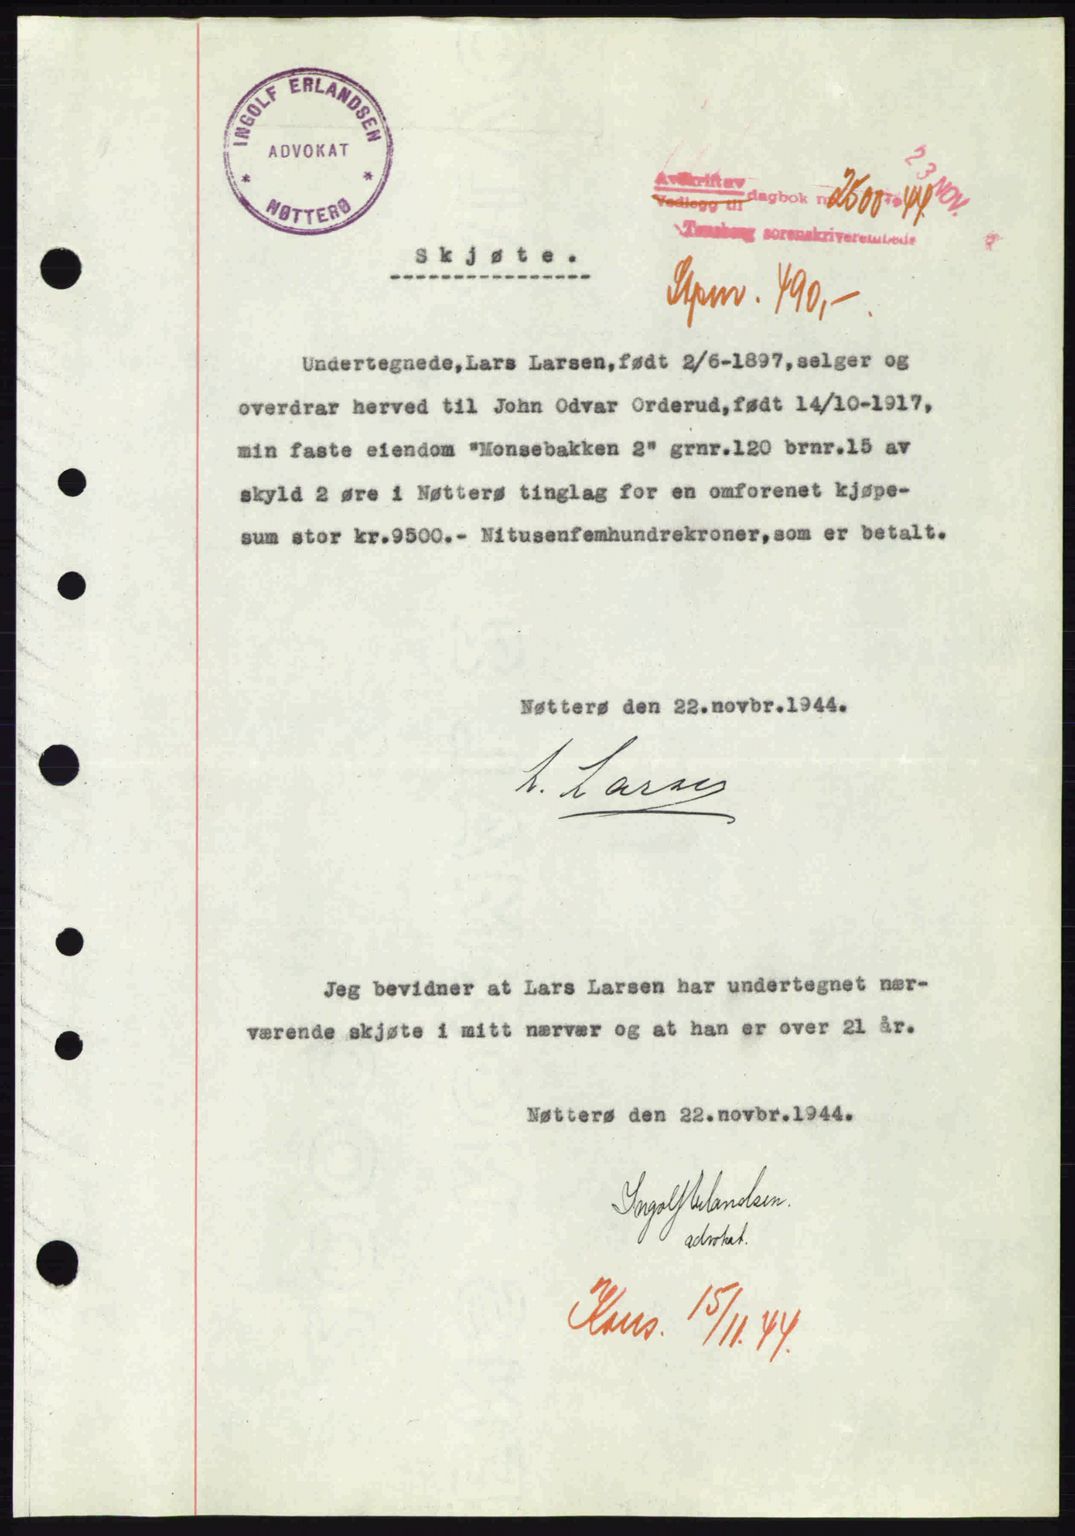 INGOLF ERLANDSEN
ADVOKAT
* NØTTERØ *
23 NOV.
Avskrift av
Vedlegg til dagbok nr 2500 1944
Tønsberg sorenskriverembede
Skjøte.
490,-
Undertegnede,Lars Larsen,født 2/6-1897,selger og
overdrar herved til John Odvar Orderud,født 14/10-1917,
min faste eiendom "Monsebakken 2" grnr.120 brnr.15 av
skyld 2 øre i Nøtterø tinglag for en omforenet kjøpe-
sum stor kr.9500.- Nitusenfemhundrekroner,som er betalt.
Nøtterø den 22.novbr.1944.
L. Larsen
Jeg bevidner at Lars Larsen har undertegnet nær-
værende skjøte i mitt nærvær og at han er over 21 år.
Nøtterø den 22.novbr.1944.
Ingolf Erlandsen.
advokat.
Kons. 15/11.44.